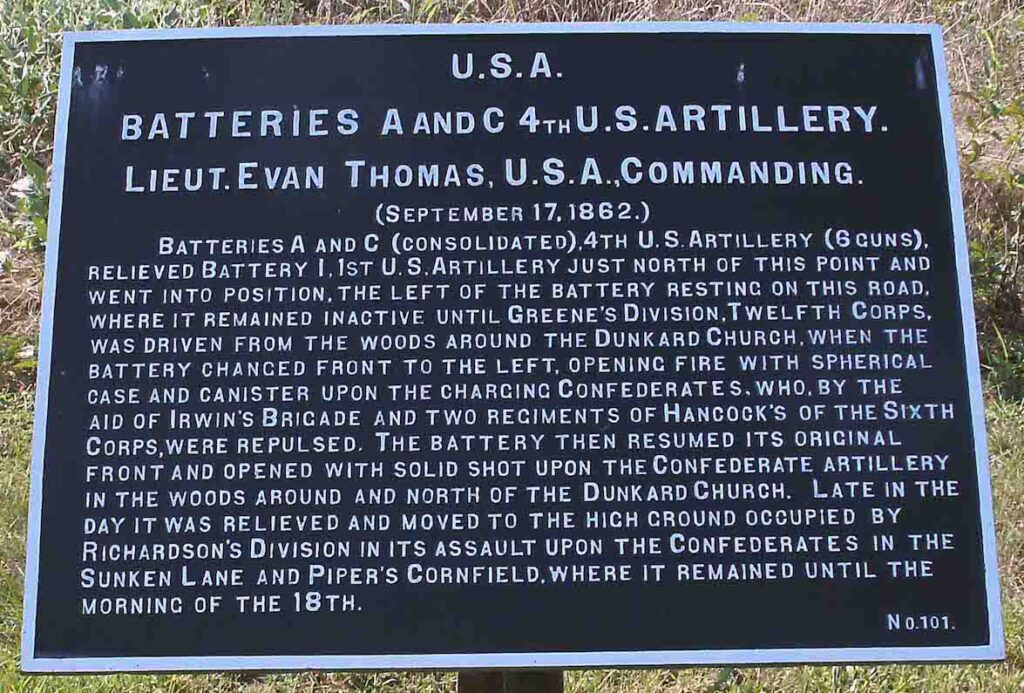 U.S.A.
BATTERIES A AND C 4TH U.S. ARTILLERY.
LIEUT. EVAN THOMAS, U.S.A., COMMANDING.
(SEPTEMBER 17, 1862.)
BATTERIES A AND C (CONSOLIDATED), 4TH U.S. ARTILLERY (6 GUNS),
RELIEVED BATTERY I, 1ST U.S. ARTILLERY JUST NORTH OF THIS POINT AND
WENT INTO POSITION, THE LEFT OF THE BATTERY RESTING ON THIS ROAD,
WHERE IT REMAINED INACTIVE UNTIL GREENE'S DIVISION, TWELFTH CORPS,
WAS DRIVEN FROM THE WOODS AROUND THE DUNKARD CHURCH, WHEN THE
BATTERY CHANGED FRONT TO THE LEFT, OPENING FIRE WITH SPHERICAL
CASE AND CANISTER UPON THE CHARGING CONFEDERATES, WHO, BY THE
AID OF IRWIN'S BRIGADE AND TWO REGIMENTS OF HANCOCK'S OF THE SIXTH
CORPS, WERE REPULSED. THE BATTERY THEN RESUMED ITS ORIGINAL
FRONT AND OPENED WITH SOLID SHOT UPON THE CONFEDERATE ARTILLERY
IN THE WOODS AROUND AND NORTH OF THE DUNKARD CHURCH. LATE IN THE
DAY IT WAS RELIEVED AND MOVED TO THE HIGH GROUND OCCUPIED BY
RICHARDSON'S DIVISION IN ITS ASSAULT UPON THE CONFEDERATES IN THE
SUNKEN LANE AND PIPER'S CORNFIELD, WHERE IT REMAINED UNTIL THE
MORNING OF THE 18TH.
NO. 101.